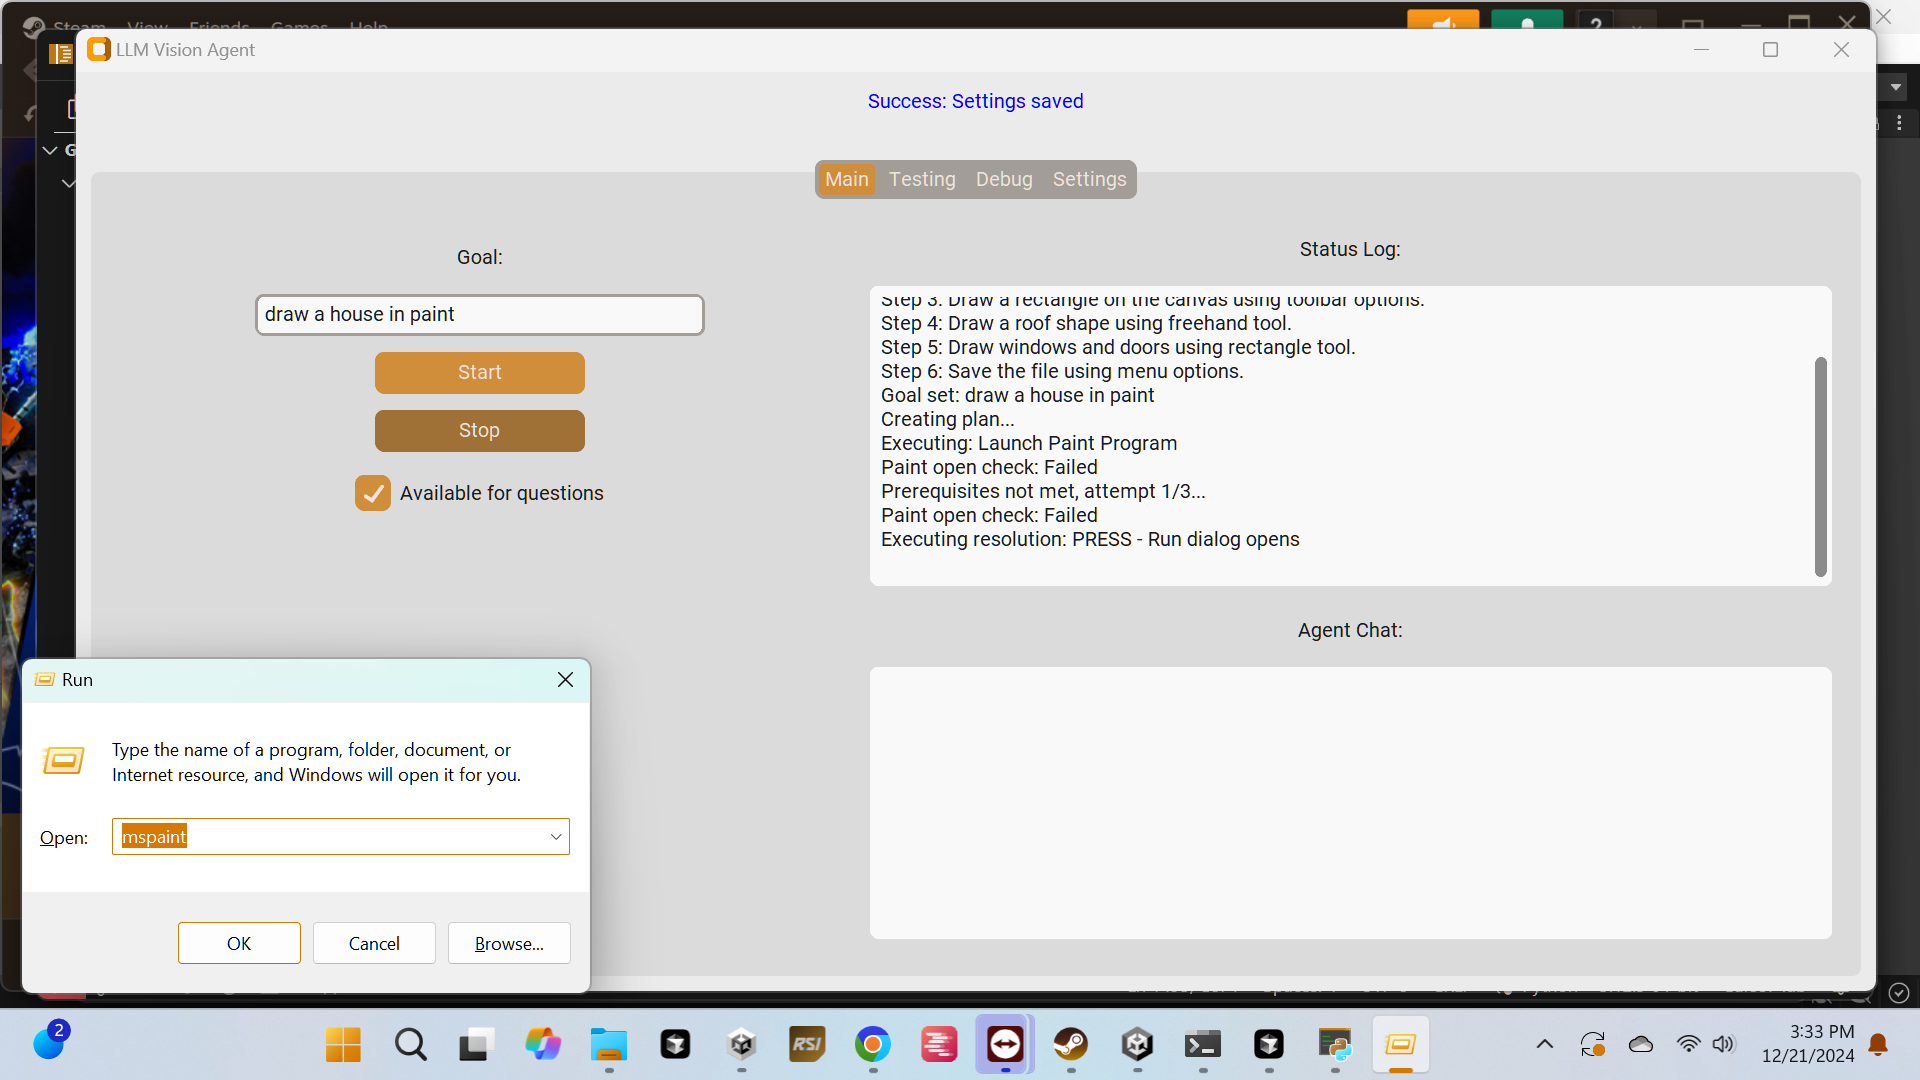 Steam View Friends Games Help
LLM Vision Agent
Success: Settings saved
Main Testing Debug Settings
Goal:
draw a house in paint
Start
Stop
Available for questions
Status Log:
Step 3: Draw a rectangle on the canvas using toolbar options.
Step 4: Draw a roof shape using freehand tool.
Step 5: Draw windows and doors using rectangle tool.
Step 6: Save the file using menu options.
Goal set: draw a house in paint
Creating plan...
Executing: Launch Paint Program
Paint open check: Failed
Prerequisites not met, attempt 1/3...
Paint open check: Failed
Executing resolution: PRESS - Run dialog opens
Agent Chat:
Run
Type the name of a program, folder, document, or
Internet resource, and Windows will open it for you.
Open: mspaint
OK Cancel Browse...
2
RSI
3:33 PM
12/21/2024